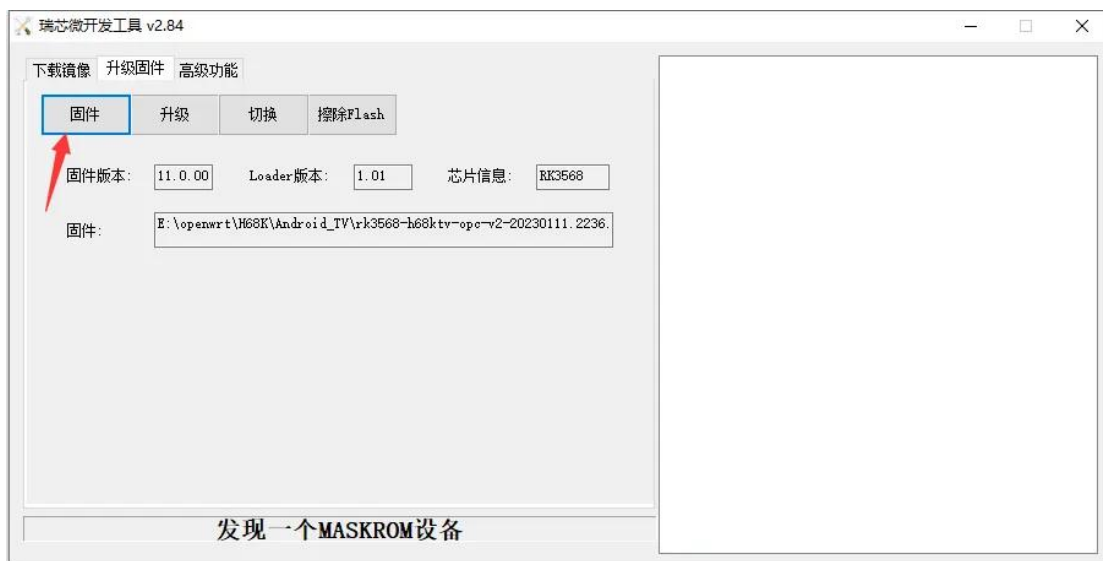 瑞芯微开发工具 v2.84
下载镜像 升级固件 高级功能
固件 升级 切换 擦除Flash
固件版本: 11.0.00 Loader版本: 1.01 芯片信息: RK3568
固件: E:\openwrt\H68K\Android_TV\rk3568-h68ktv-opc-v2-20230111.2236.
发现一个MASKROM设备